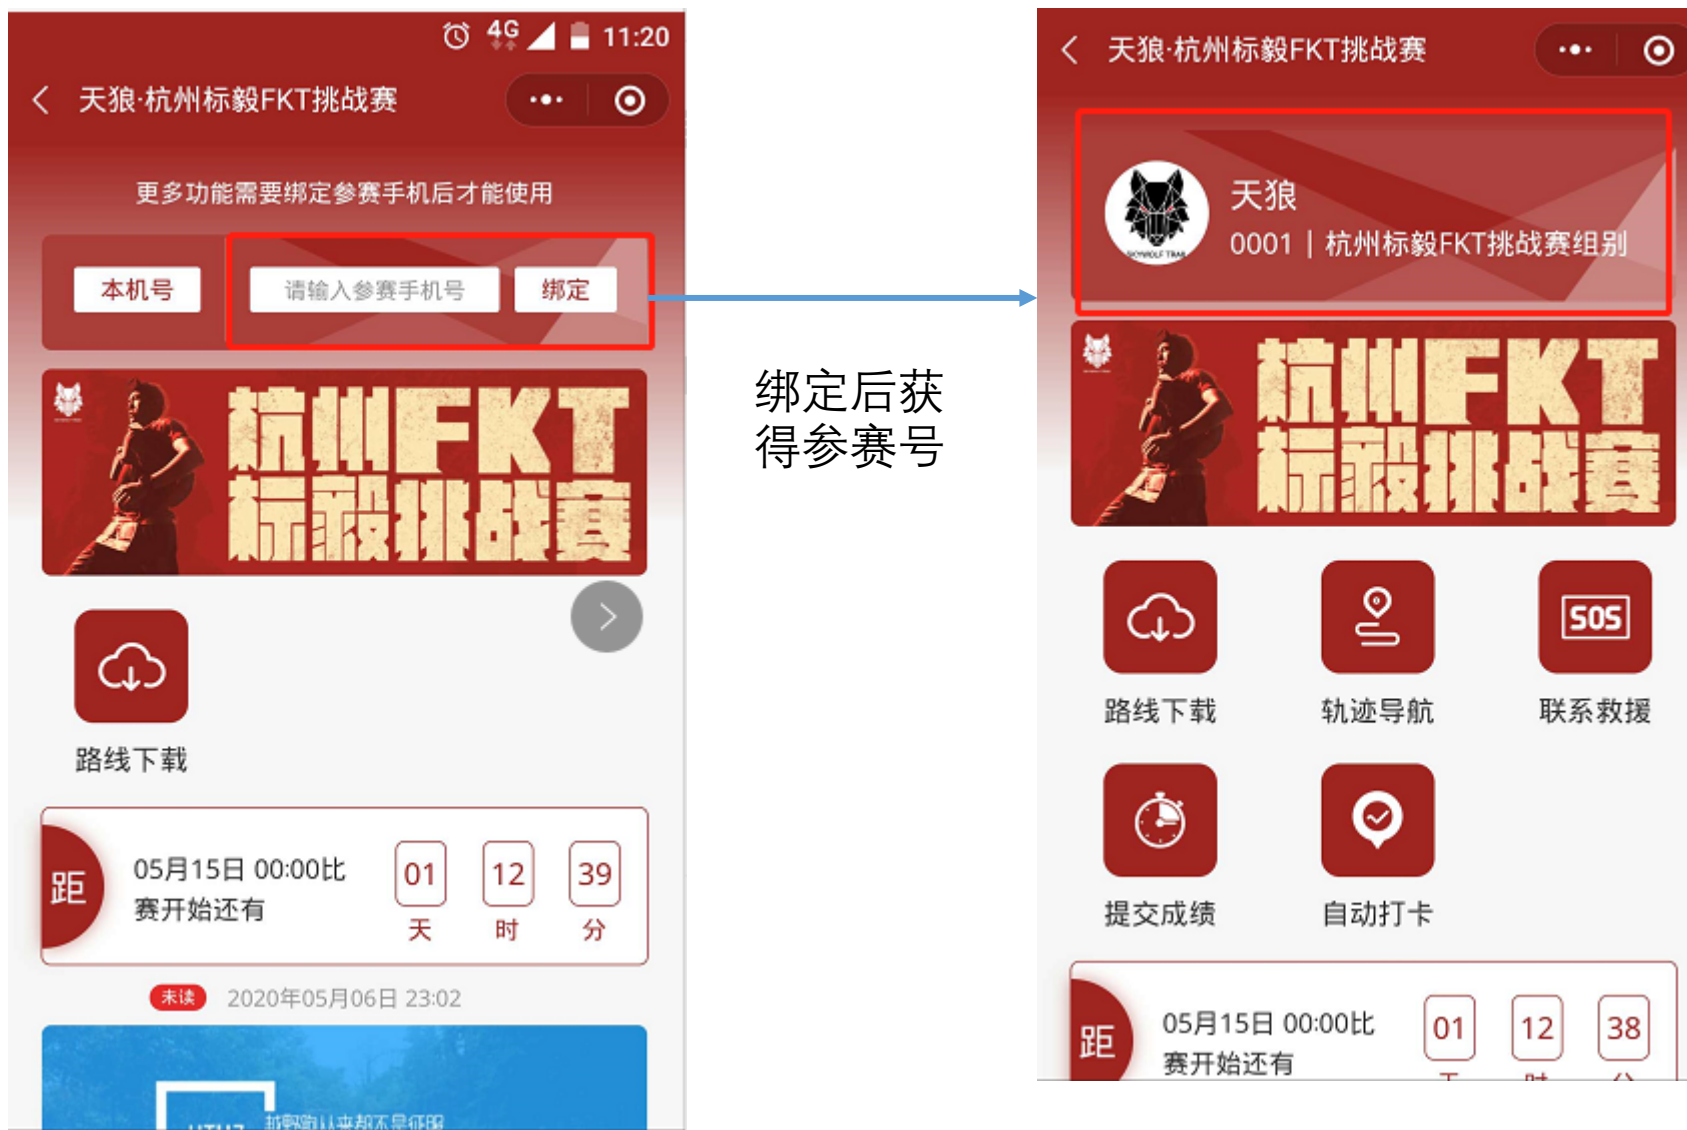 4G 11:20
天狼·杭州标毅FKT挑战赛
更多功能需要绑定参赛手机后才能使用
本机号
请输入参赛手机号
绑定
杭州FKT
标毅挑战赛
路线下载
距
05月15日 00:00比
赛开始还有
01 12 39
天 时 分
未读 2020年05月06日 23:02
绑定后获
得参赛号
天狼·杭州标毅FKT挑战赛
SKYWOLF TRAIL
天狼
0001 | 杭州标毅FKT挑战赛组别
杭州FKT
标毅挑战赛
SOS
路线下载 轨迹导航 联系救援
提交成绩 自动打卡
距
05月15日 00:00比
赛开始还有
01 12 38